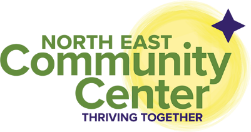 NORTH EAST
Community
Center
THRIVING TOGETHER